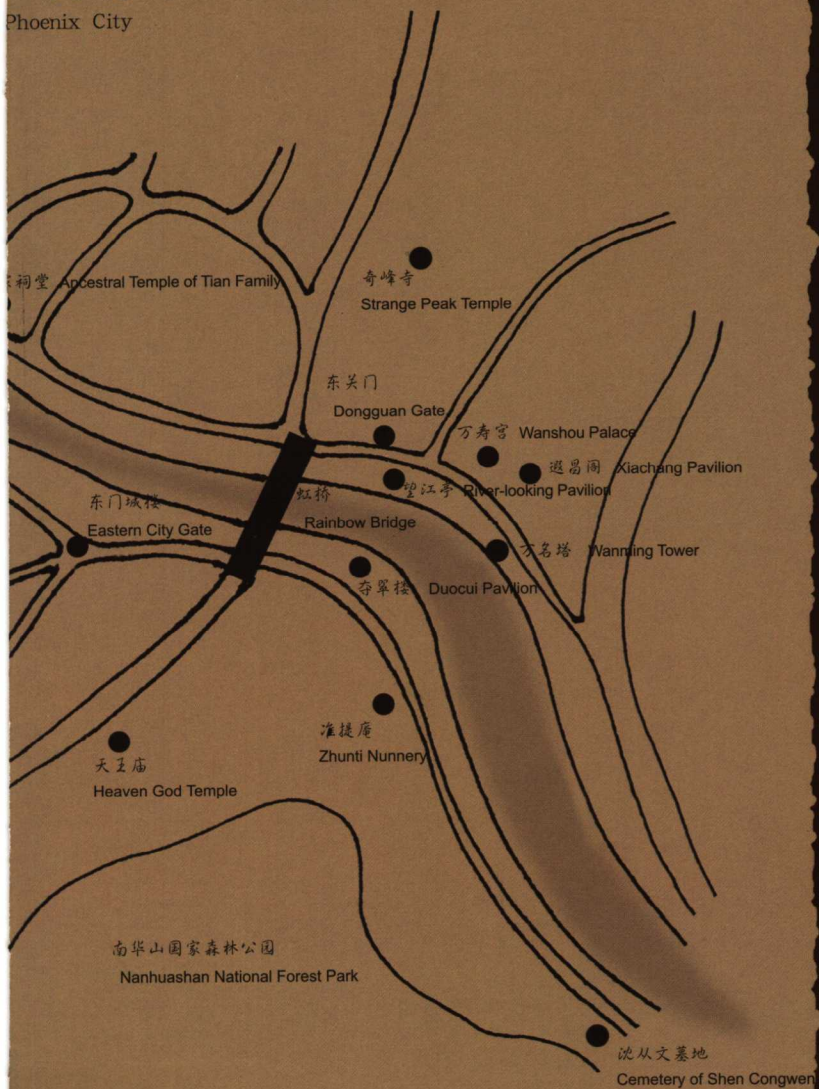 Phoenix City
祠堂 Ancestral Temple of Tian Family
奇峰寺
Strange Peak Temple
东关门
Dongguan Gate
万寿宫 Wanshou Palace
遐昌阁 Xiachang Pavilion
望江亭 River-looking Pavilion
虹桥
Rainbow Bridge
东门城楼
Eastern City Gate
万名塔 Wanming Tower
夺翠楼 Duocui Pavilion
准提庵
Zhunti Nunnery
天王庙
Heaven God Temple
南华山国家森林公园
Nanhuashan National Forest Park
沈从文墓地
Cemetery of Shen Congwen